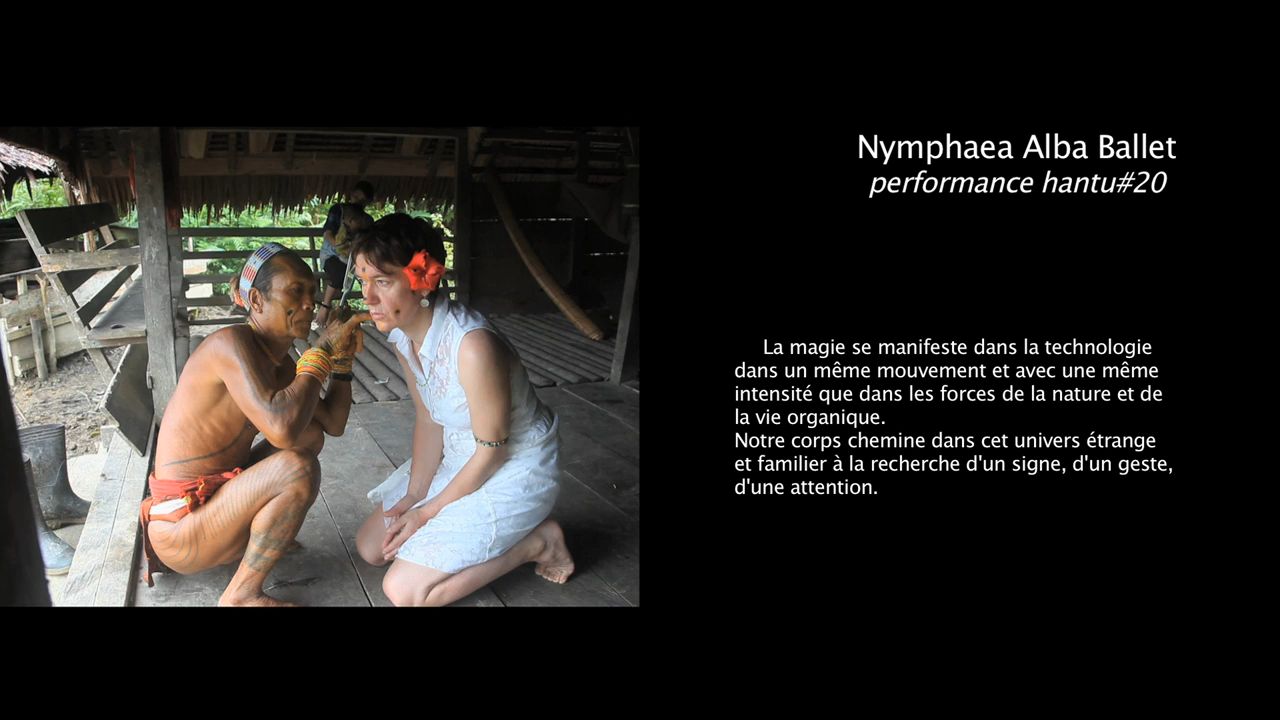 Nymphaea Alba Ballet
performance hantu#20
La magie se manifeste dans la technologie
dans un même mouvement et avec une même
intensité que dans les forces de la nature et de
la vie organique.
Notre corps chemine dans cet univers étrange
et familier à la recherche d'un signe, d'un geste,
d'une attention.